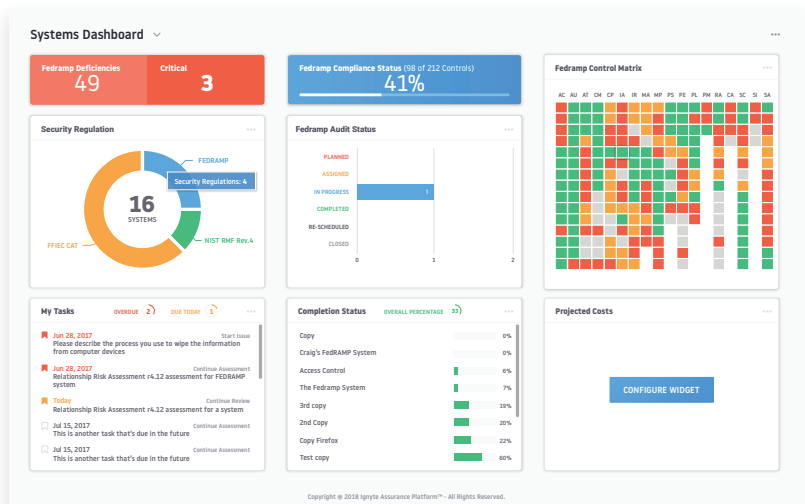 Systems Dashboard
Fedramp Deficiencies
49
Critical
3
Fedramp Compliance Status (98 of 212 Controls)
41%
Fedramp Control Matrix
AC AU AT CM CP IA IR MA MP PS PE PL PM RA CA SC SI SA
Security Regulation
FEDRAMP
Security Regulations: 4
16
SYSTEMS
NIST RMF Rev.4
FFIEC CAT
Fedramp Audit Status
PLANNED
ASSIGNED
IN PROGRESS
1
COMPLETED
RE-SCHEDULED
CLOSED
0 1 2
My Tasks
OVERDUE 2
DUE TODAY 1
Jun 28, 2017 Start Issue
Please describe the process you use to wipe the information
from computer devices
Jun 28, 2017 Continue Assessment
Relationship Risk Assessment r4.12 assessment for FEDRAMP
system
Today Continue Review
Relationship Risk Assessment r4.12 assessment for a system
Jul 15, 2017 Continue Assessment
This is another task that's due in the future
Jul 15, 2017 Continue Assessment
This is another task that's due in the future
Completion Status
OVERALL PERCENTAGE 33
Copy 0%
Craig's FedRAMP System 0%
Access Control 6%
The Fedramp System 7%
3rd copy 19%
2nd Copy 20%
Copy Firefox 22%
Test copy 60%
Projected Costs
CONFIGURE WIDGET
Copyright @ 2018 Ignyte Assurance Platform™ - All Rights Reserved.